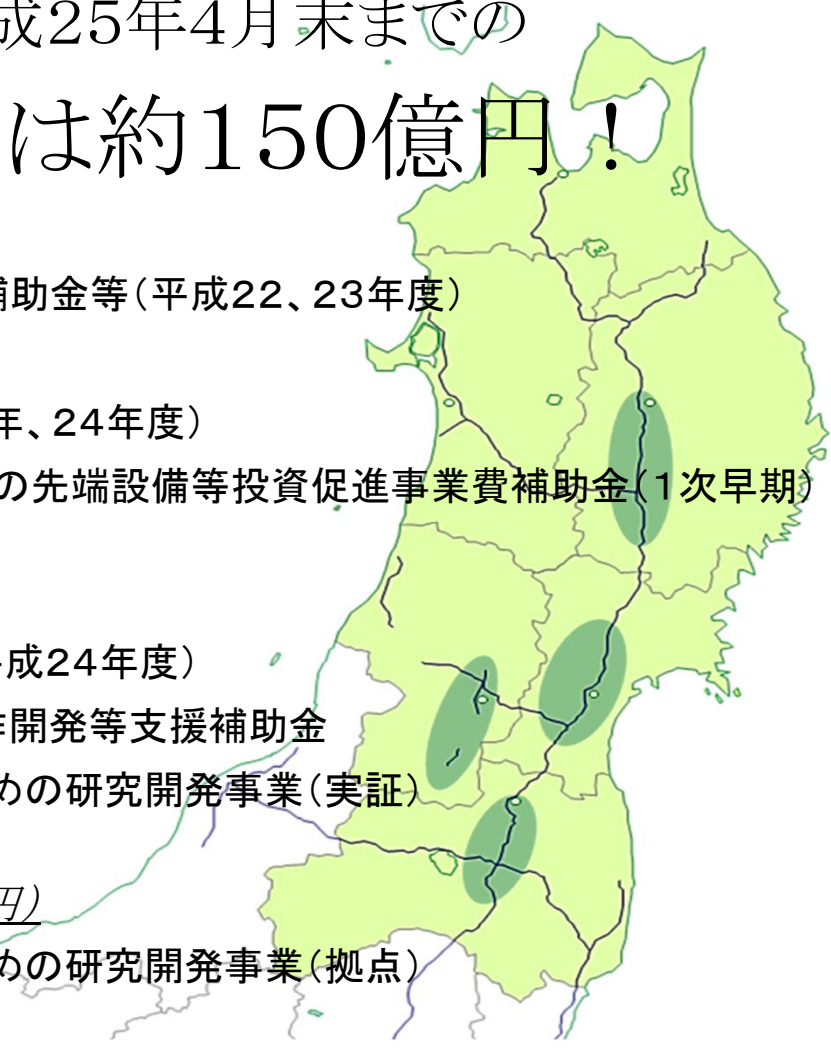 成25年4月末までの
は約150億円！
補助金等（平成22、23年度）
年、24年度）
の先端設備等投資促進事業費補助金（1次早期）
成24年度）
開発等支援補助金
めの研究開発事業（実証）
円）
めの研究開発事業（拠点）